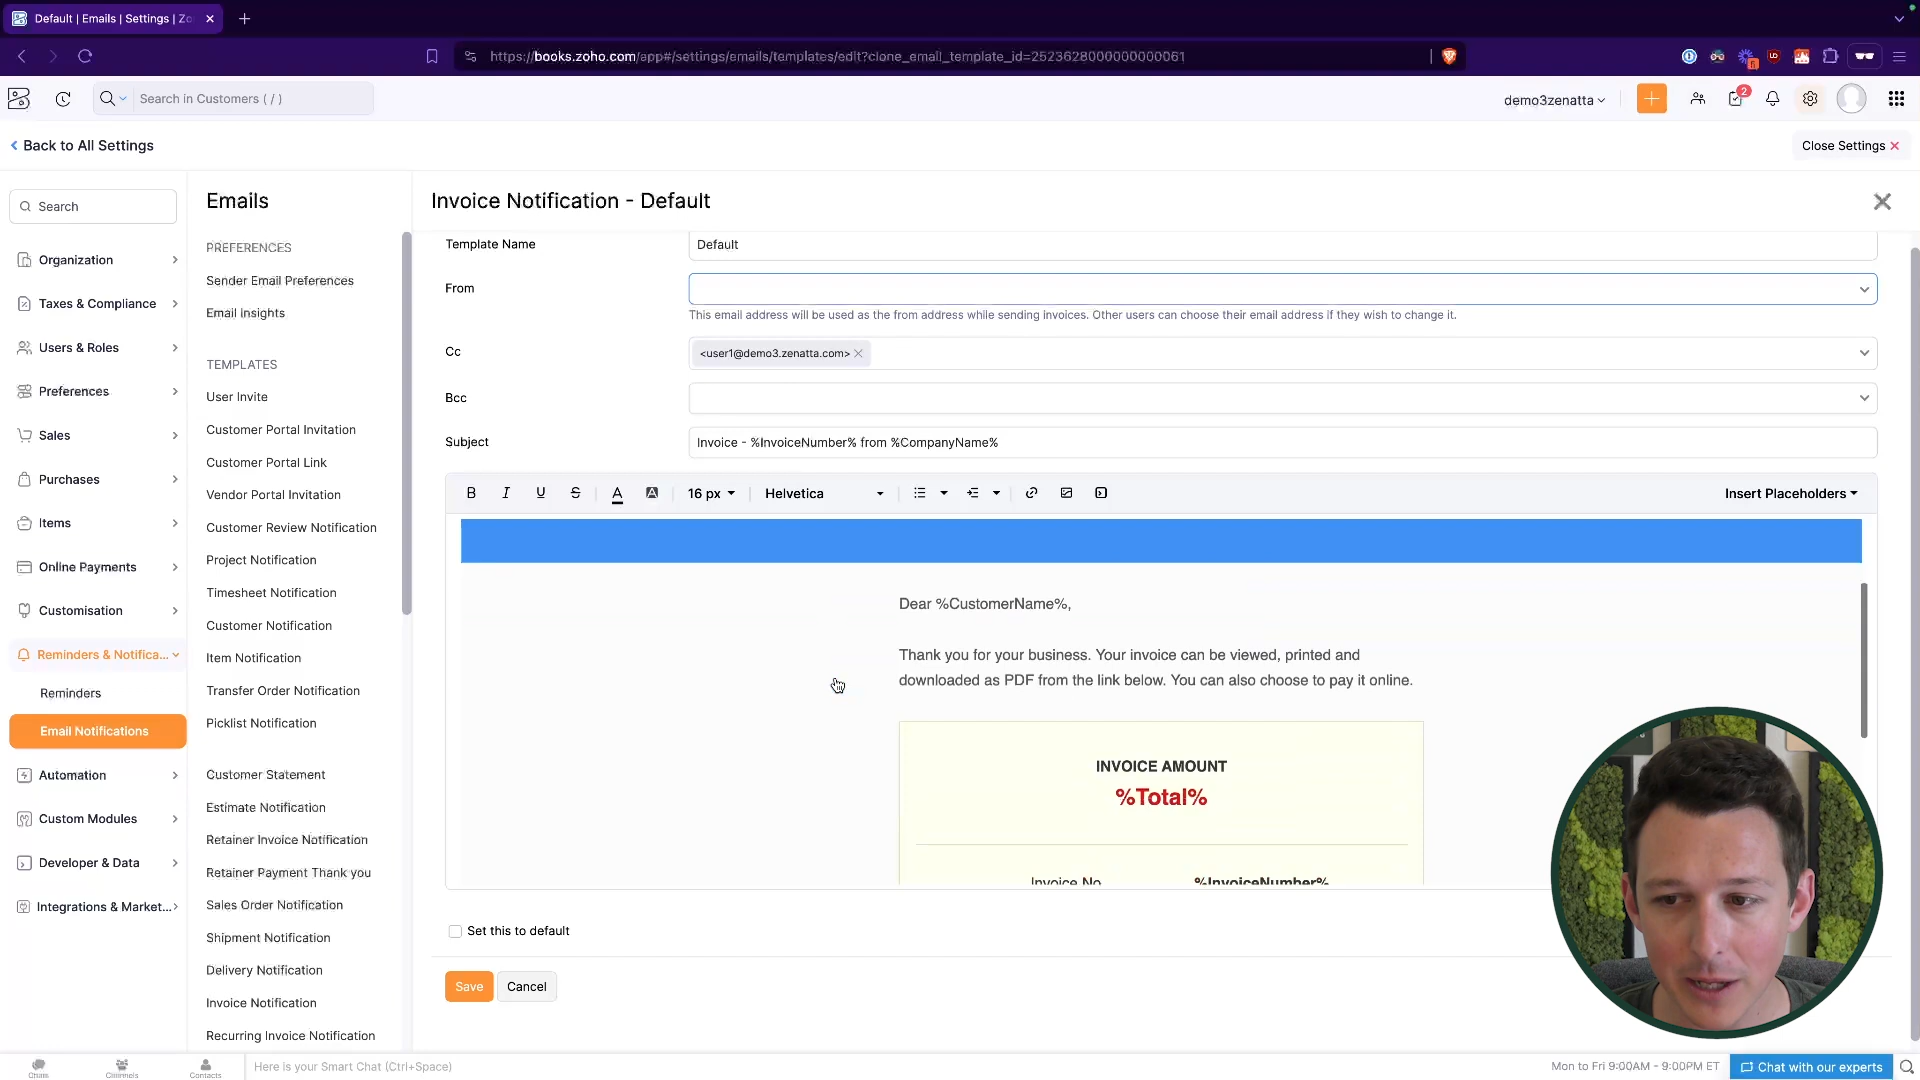 Default | Emails | Settings | Zo
https://books.zoho.com/app#/settings/emails/templates/edit?clone_email_template_id=2523628000000000061
Search in Customers ( / )
demo3zenatta
2
Back to All Settings
Close Settings
Search
Organization
Taxes & Compliance
Users & Roles
Preferences
Sales
Purchases
Items
Online Payments
Customisation
Reminders & Notifica...
Reminders
Email Notifications
Automation
Custom Modules
Developer & Data
Integrations & Market...
Emails
PREFERENCES
Sender Email Preferences
Email Insights
TEMPLATES
User Invite
Customer Portal Invitation
Customer Portal Link
Vendor Portal Invitation
Customer Review Notification
Project Notification
Timesheet Notification
Customer Notification
Item Notification
Transfer Order Notification
Picklist Notification
Customer Statement
Estimate Notification
Retainer Invoice Notification
Retainer Payment Thank you
Sales Order Notification
Shipment Notification
Delivery Notification
Invoice Notification
Recurring Invoice Notification
Invoice Notification - Default
Template Name
Default
From
This email address will be used as the from address while sending invoices. Other users can choose their email address if they wish to change it.
Cc
<user1@demo3.zenatta.com>
Bcc
Subject
Invoice - %InvoiceNumber% from %CompanyName%
B I U S A A 16 px Helvetica
Insert Placeholders
Dear %CustomerName%,
Thank you for your business. Your invoice can be viewed, printed and
downloaded as PDF from the link below. You can also choose to pay it online.
INVOICE AMOUNT
%Total%
Invoice No %InvoiceNumber%
Set this to default
Save
Cancel
Chats
Channels
Contacts
Here is your Smart Chat (Ctrl+Space)
Mon to Fri 9:00AM - 9:00PM ET
Chat with our experts